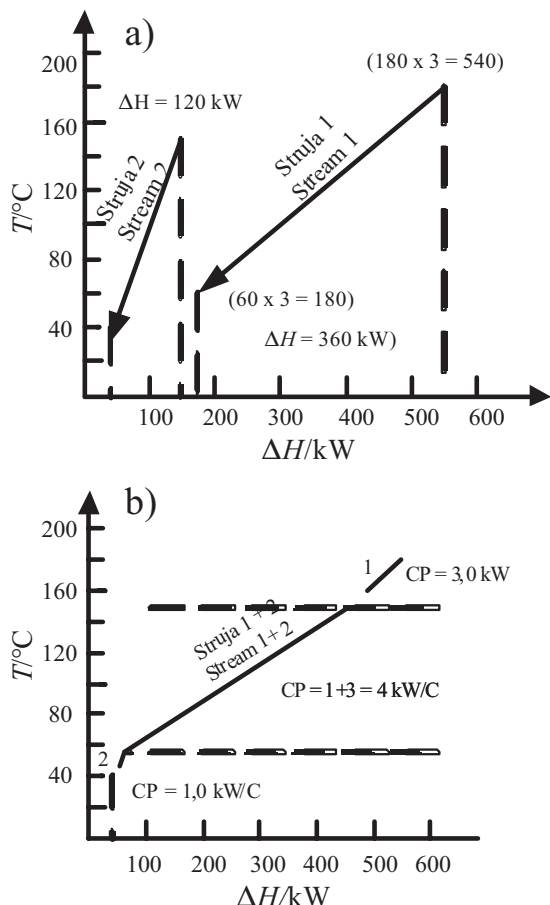 a)
200
(180 x 3 = 540)
ΔH = 120 kW
160
Struja 2
Stream 2
Struja 1
Stream 1
T/°C
120
80
(60 x 3 = 180)
40
ΔH = 360 kW)
100 200 300 400 500 600
ΔH/kW
b)
200
1
CP = 3,0 kW
160
Struja 1+2
Stream 1+2
T/°C
120
CP = 1+3 = 4 kW/C
80
2
40
CP = 1,0 kW/C
100 200 300 400 500 600
ΔH/kW